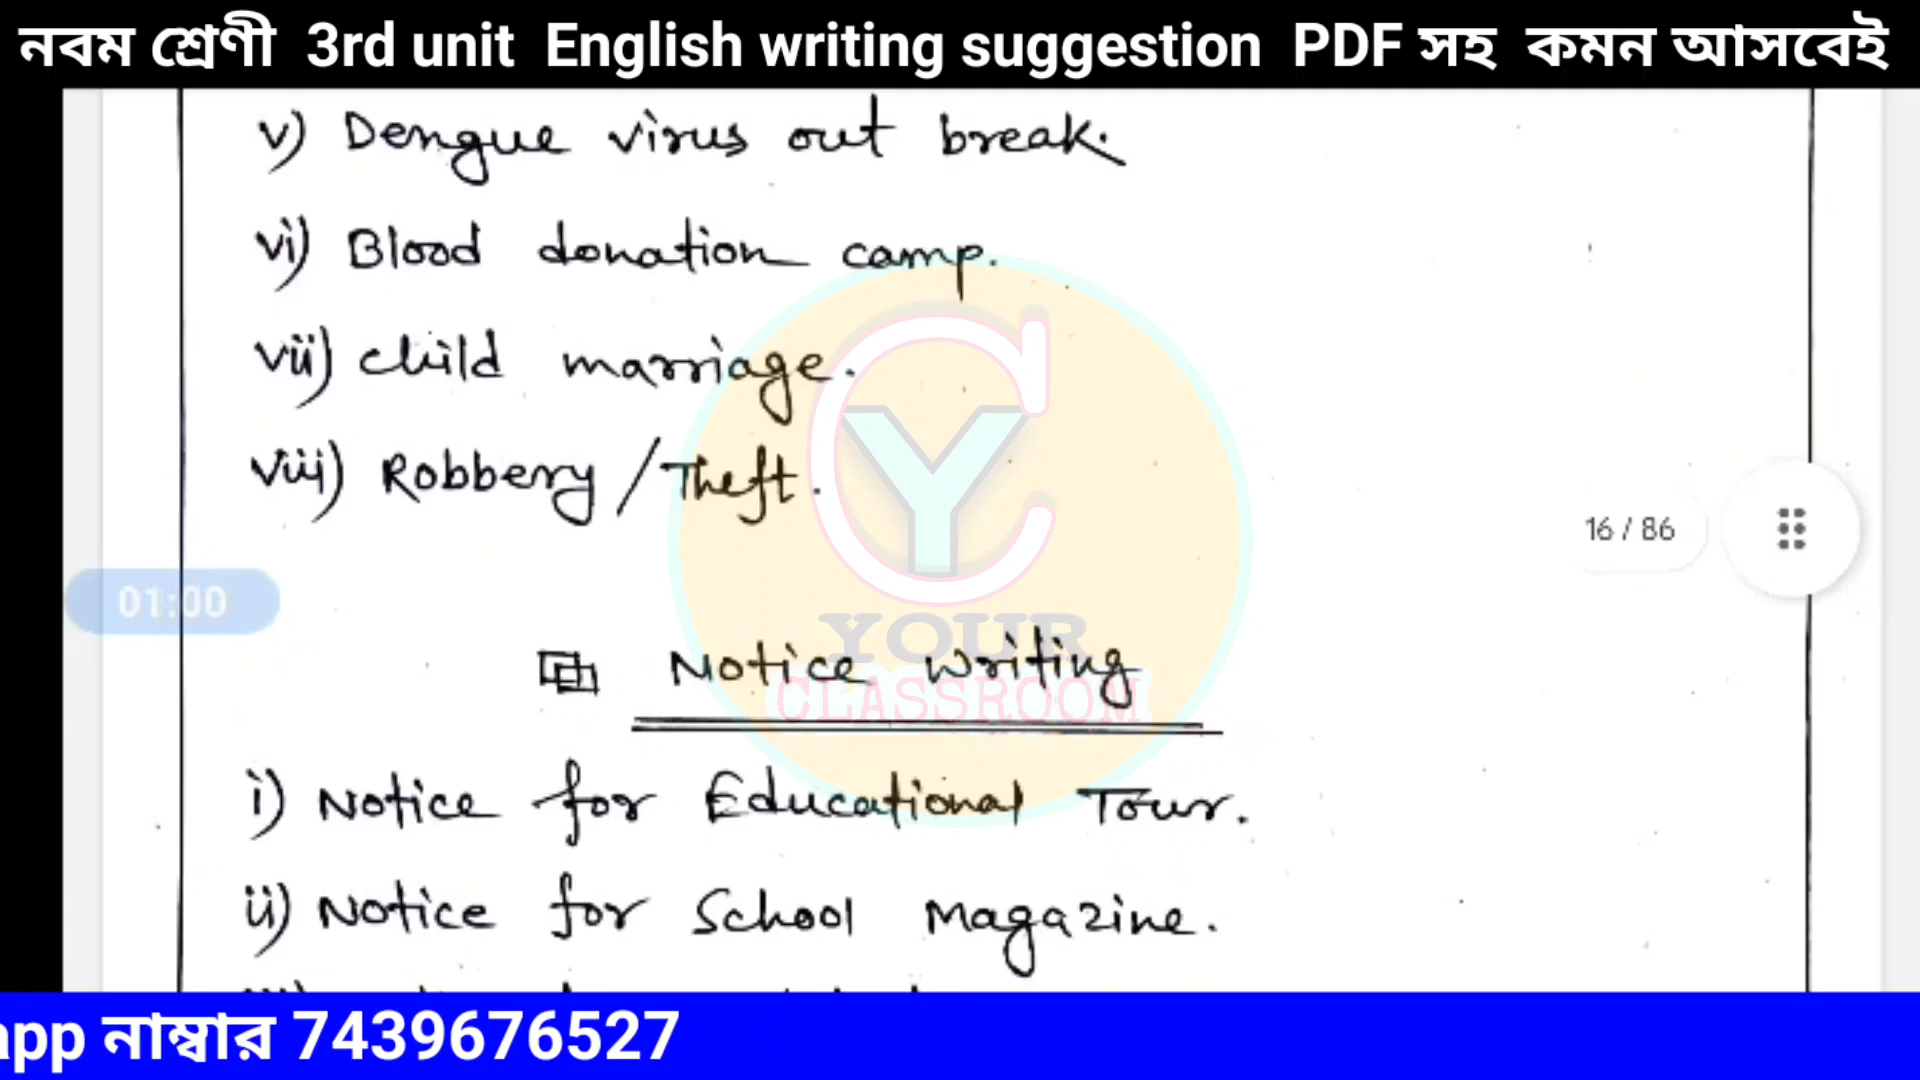 নবম শ্রেণী 3rd unit English writing suggestion PDF সহ কমন আসবেই
v) Dengue virus out break.
vi) Blood donation camp.
vii) Child marriage.
viii) Robbery / Theft.
16 / 86
01:00
YOUR
CLASSROOM
Notice Writing
i) Notice for Educational Tour.
ii) Notice for School Magazine.
app নাম্বার 7439676527